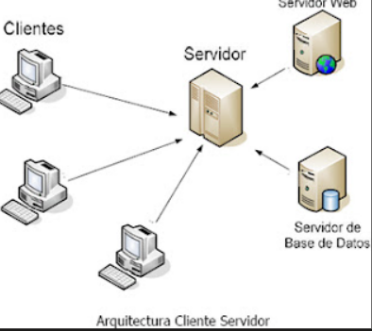 Servidor Web
Clientes
Servidor
Servidor de
Base de Datos
Arquitectura Cliente Servidor